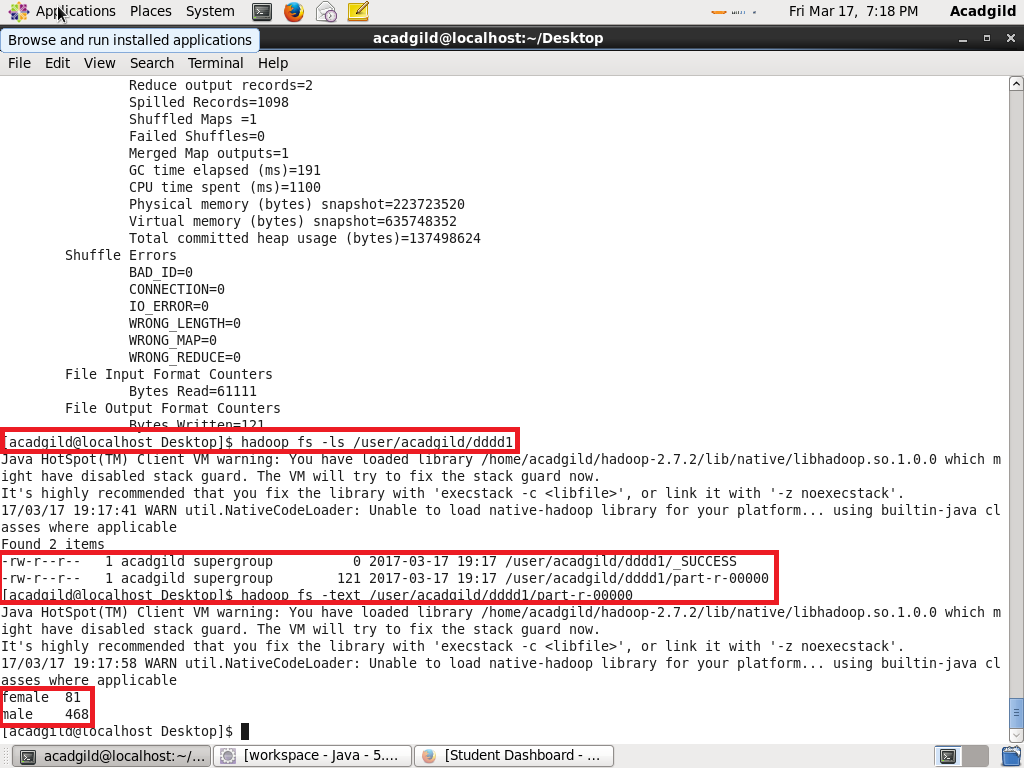 Applications Places System Fri Mar 17, 7:18 PM Acadgild
Browse and run installed applications
acadgild@localhost:~/Desktop
File Edit View Search Terminal Help
Reduce output records=2
Spilled Records=1098
Shuffled Maps =1
Failed Shuffles=0
Merged Map outputs=1
GC time elapsed (ms)=191
CPU time spent (ms)=1100
Physical memory (bytes) snapshot=223723520
Virtual memory (bytes) snapshot=635748352
Total committed heap usage (bytes)=137498624
Shuffle Errors
BAD_ID=0
CONNECTION=0
IO_ERROR=0
WRONG_LENGTH=0
WRONG_MAP=0
WRONG_REDUCE=0
File Input Format Counters
Bytes Read=61111
File Output Format Counters
Bytes Written=121
[acadgild@localhost Desktop]$ hadoop fs -ls /user/acadgild/dddd1
Java HotSpot(TM) Client VM warning: You have loaded library /home/acadgild/hadoop-2.7.2/lib/native/libhadoop.so.1.0.0 which m
ight have disabled stack guard. The VM will try to fix the stack guard now.
It's highly recommended that you fix the library with 'execstack -c <libfile>', or link it with '-z noexecstack'.
17/03/17 19:17:41 WARN util.NativeCodeLoader: Unable to load native-hadoop library for your platform... using builtin-java cl
asses where applicable
Found 2 items
-rw-r--r--   1 acadgild supergroup          0 2017-03-17 19:17 /user/acadgild/dddd1/_SUCCESS
-rw-r--r--   1 acadgild supergroup        121 2017-03-17 19:17 /user/acadgild/dddd1/part-r-00000
[acadgild@localhost Desktop]$ hadoop fs -text /user/acadgild/dddd1/part-r-00000
Java HotSpot(TM) Client VM warning: You have loaded library /home/acadgild/hadoop-2.7.2/lib/native/libhadoop.so.1.0.0 which m
ight have disabled stack guard. The VM will try to fix the stack guard now.
It's highly recommended that you fix the library with 'execstack -c <libfile>', or link it with '-z noexecstack'.
17/03/17 19:17:58 WARN util.NativeCodeLoader: Unable to load native-hadoop library for your platform... using builtin-java cl
asses where applicable
female  81
male    468
[acadgild@localhost Desktop]$
acadgild@localhost:~/... [workspace - Java - 5.... [Student Dashboard - ...